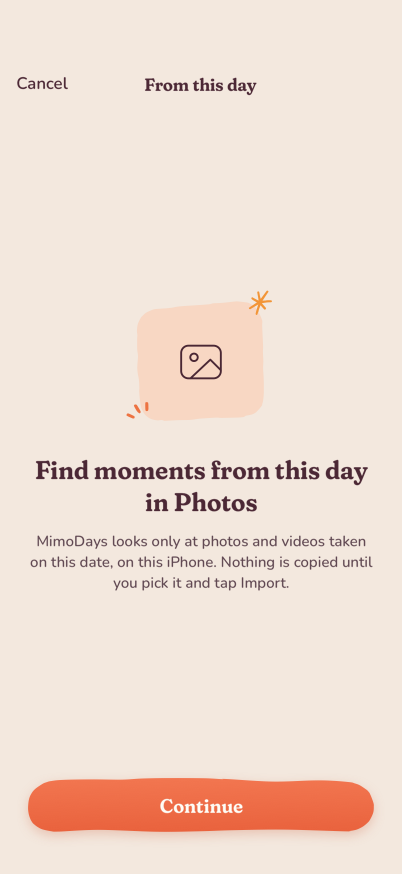 Cancel
From this day
Find moments from this day
in Photos
MimoDays looks only at photos and videos taken
on this date, on this iPhone. Nothing is copied until
you pick it and tap Import.
Continue